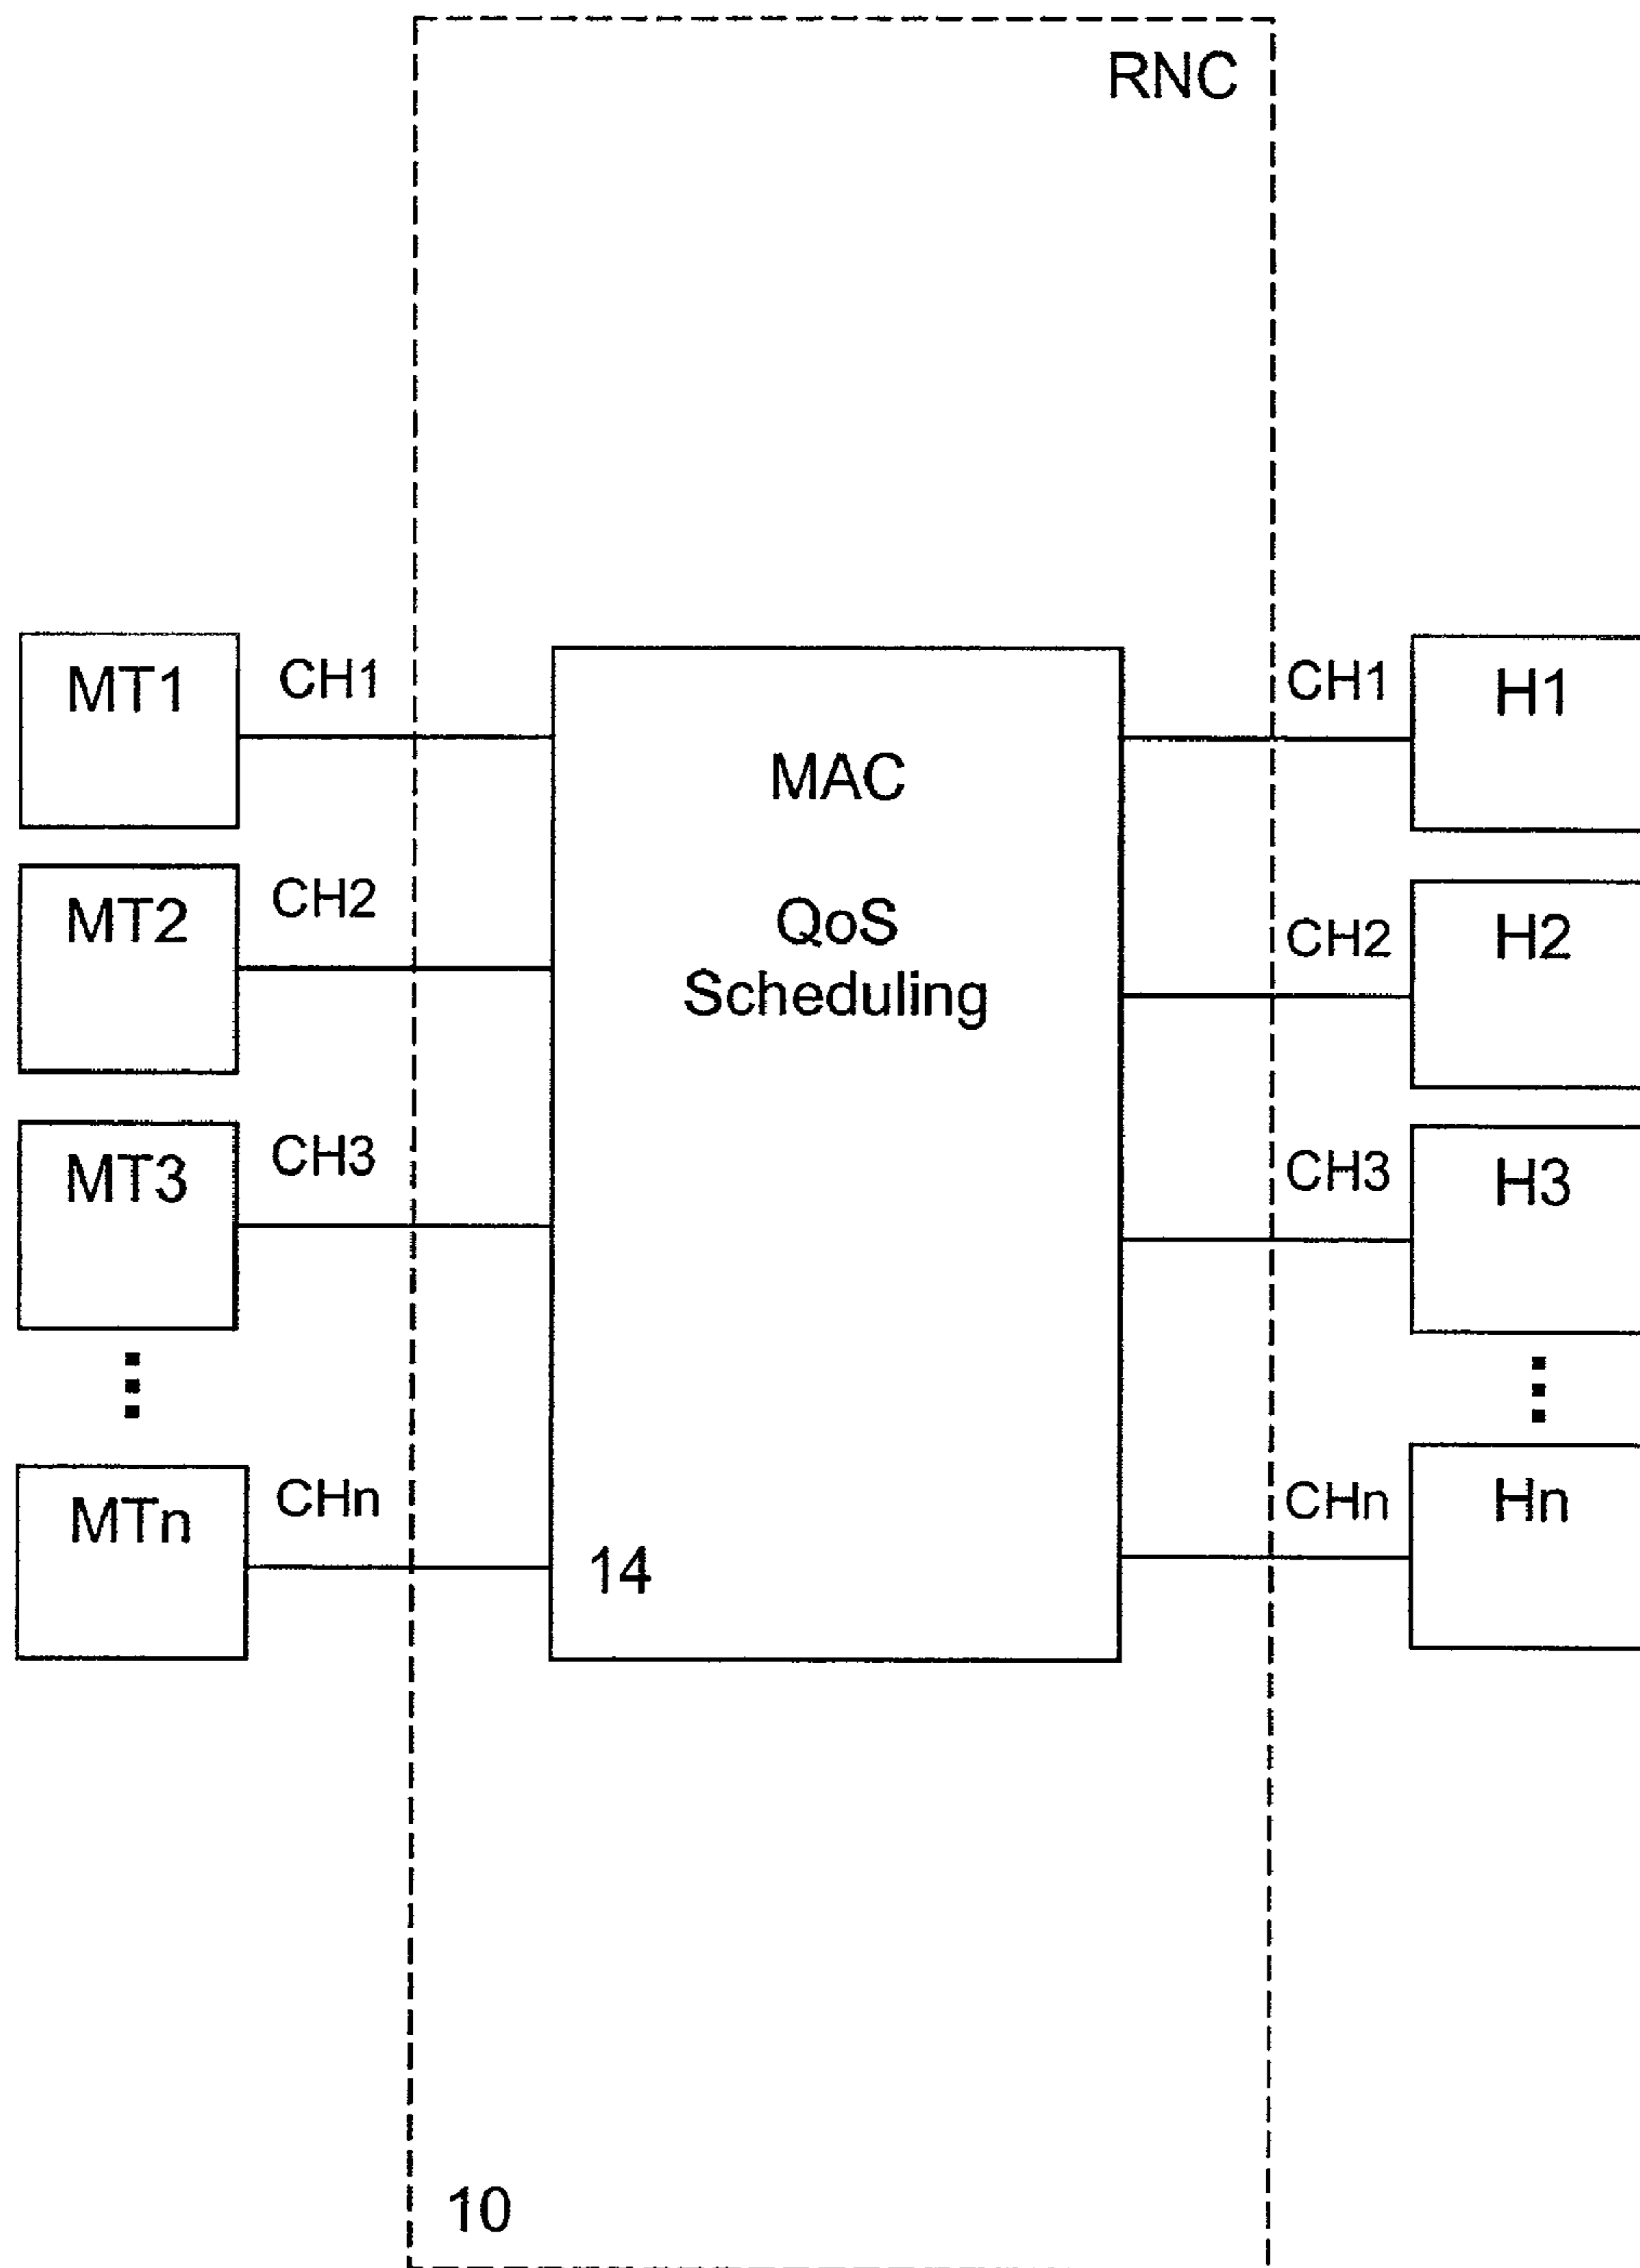 RNC
MT1
CH1
MAC
CH1
H1
MT2
CH2
QoS
Scheduling
CH2
H2
MT3
CH3
CH3
H3
MTn
CHn
14
CHn
Hn
10